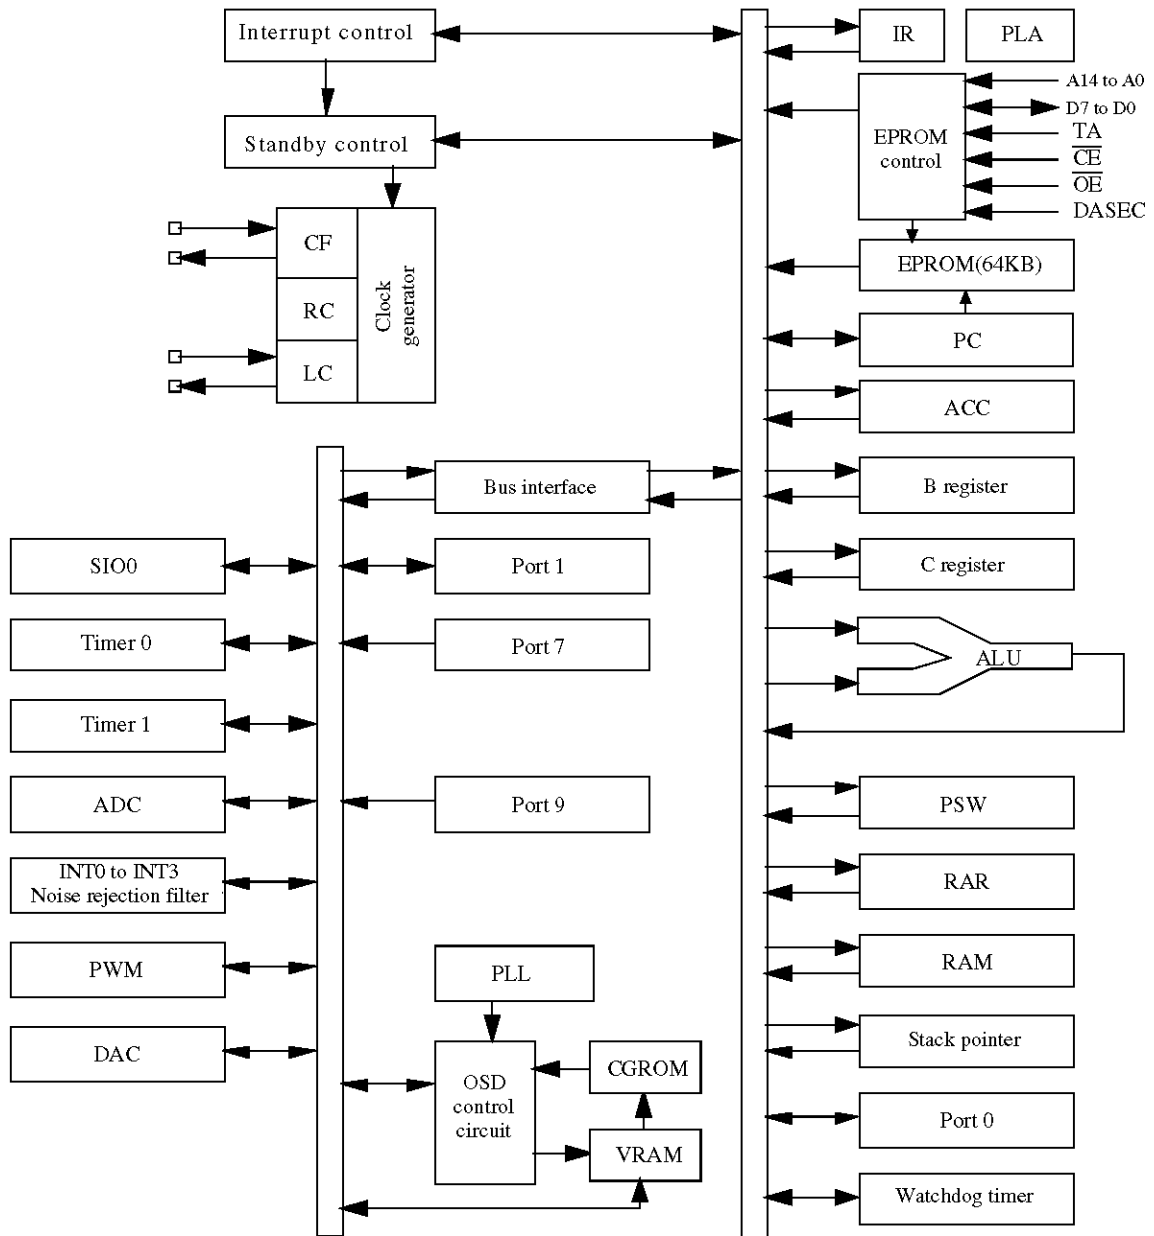 Interrupt control
IR
PLA
A14 to A0
D7 to D0
TA
CE
OE
DASEC
EPROM
control
Standby control
CF
RC
LC
Clock
generator
EPROM(64KB)
PC
ACC
Bus interface
B register
SIO0
Port 1
C register
Timer 0
Port 7
ALU
Timer 1
ADC
Port 9
PSW
INT0 to INT3
Noise rejection filter
RAR
PWM
PLL
RAM
DAC
OSD
control
circuit
CGROM
VRAM
Stack pointer
Port 0
Watchdog timer